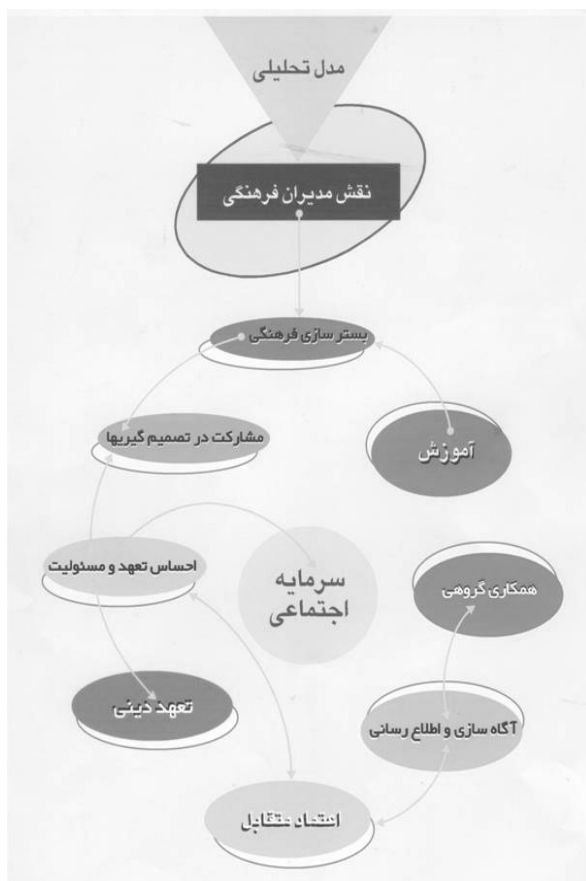 مدل تحلیلی
نقش مدیران فرهنگی
بستر سازی فرهنگی
مشارکت در تصمیم گیریها
آموزش
احساس تعهد و مسئولیت
سرمایه
اجتماعی
همکاری گروهی
تعهد دینی
آگاه سازی و اطلاع رسانی
اعتماد متقابل